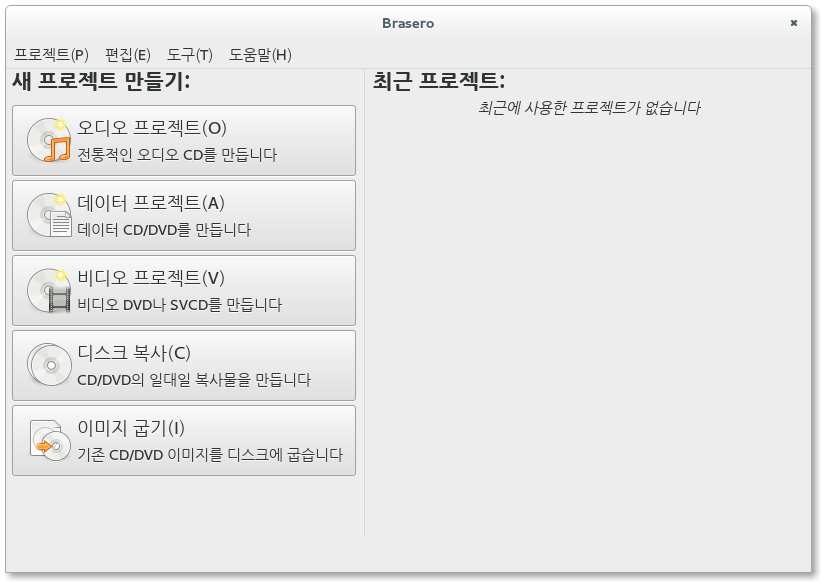 Brasero
프로젝트(P) 편집(E) 도구(T) 도움말(H)
새 프로젝트 만들기:
오디오 프로젝트(O)
전통적인 오디오 CD를 만듭니다
데이터 프로젝트(A)
데이터 CD/DVD를 만듭니다
비디오 프로젝트(V)
비디오 DVD나 SVCD를 만듭니다
디스크 복사(C)
CD/DVD의 일대일 복사물을 만듭니다
이미지 굽기(I)
기존 CD/DVD 이미지를 디스크에 굽습니다
최근 프로젝트:
최근에 사용한 프로젝트가 없습니다